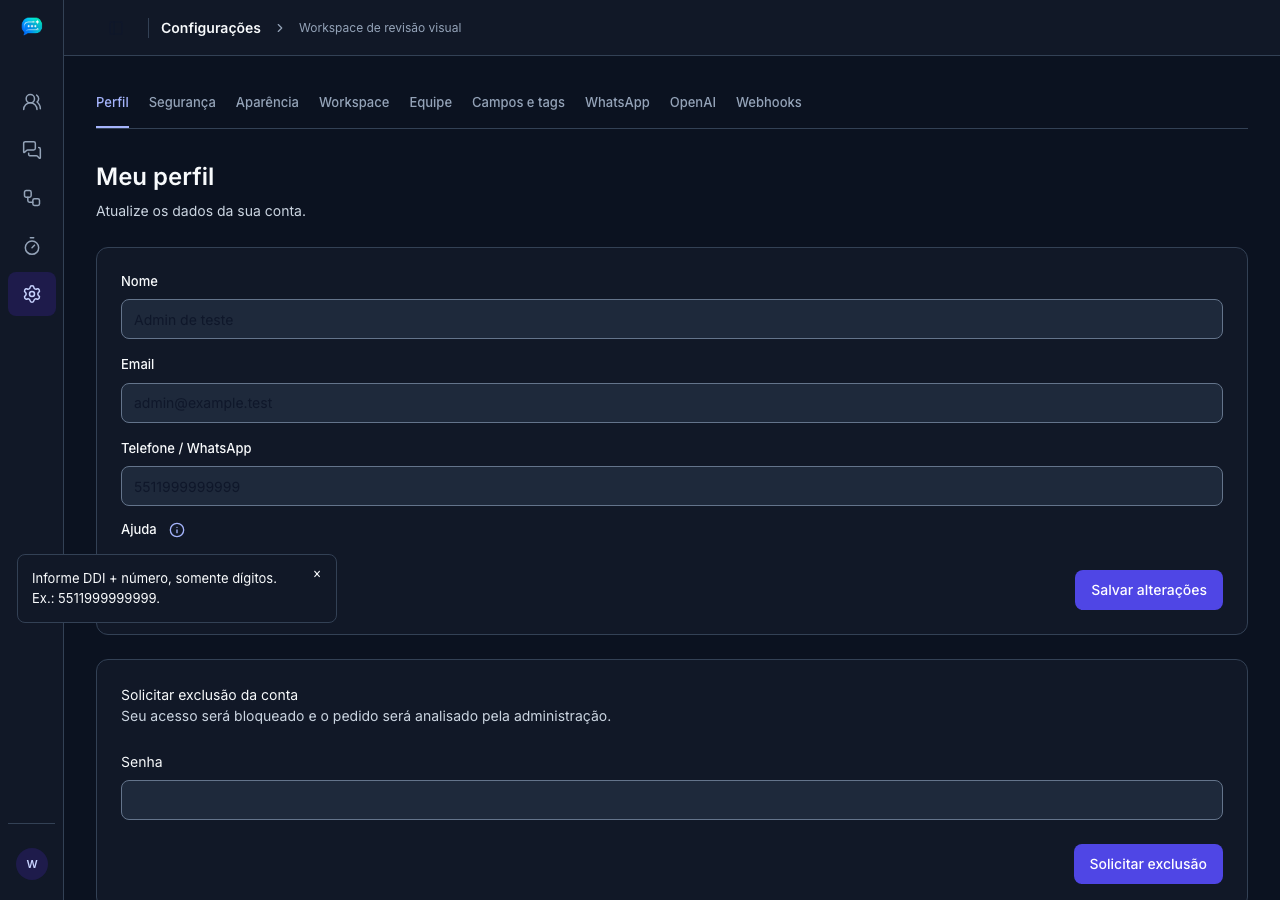 Configurações > Workspace de revisão visual
Perfil Segurança Aparência Workspace Equipe Campos e tags WhatsApp OpenAI Webhooks
Meu perfil
Atualize os dados da sua conta.
Nome
Admin de teste
Email
admin@example.test
Telefone / WhatsApp
5511999999999
Ajuda
Informe DDI + número, somente dígitos. ×
Ex.: 5511999999999.
Salvar alterações
Solicitar exclusão da conta
Seu acesso será bloqueado e o pedido será analisado pela administração.
Senha
Solicitar exclusão
W